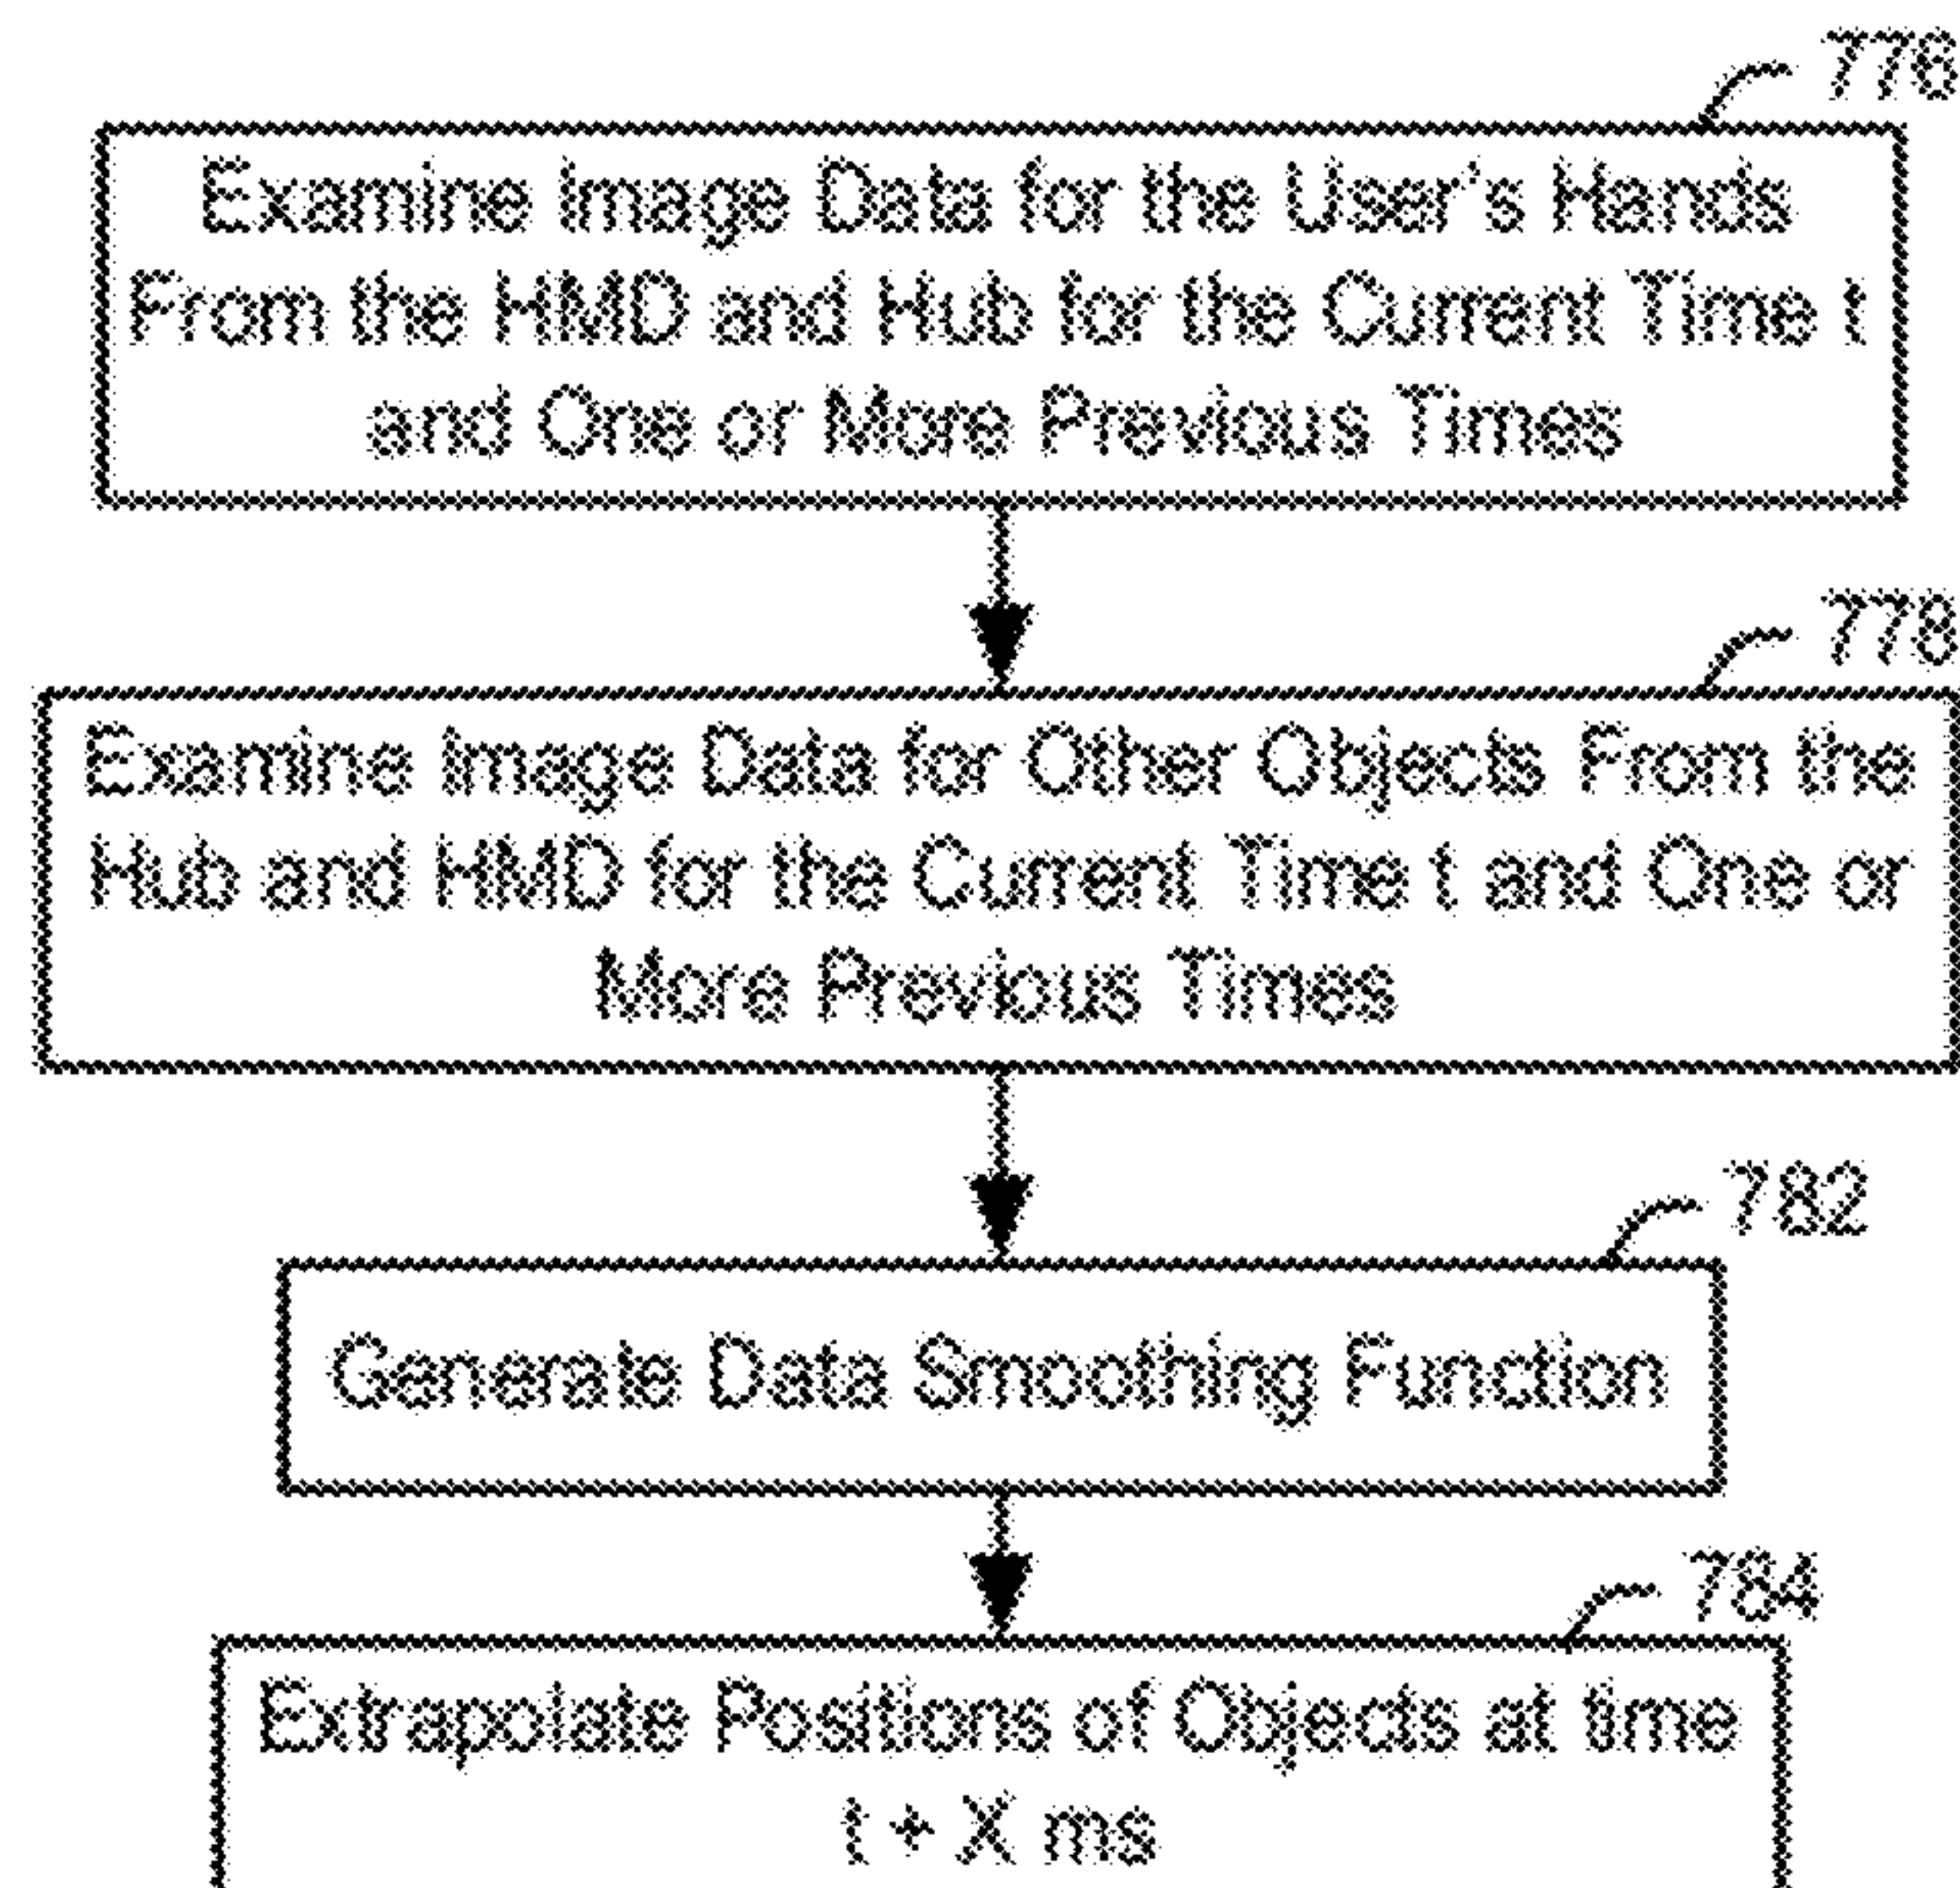 776
Examine Image Data for the User's Hands
From the HMD and Hub for the Current Time t
and One or More Previous Times
778
Examine Image Data for Other Objects From the
Hub and HMD for the Current Time t and One or
More Previous Times
782
Generate Data Smoothing Function
784
Extrapolate Positions of Objects at time
t + X ms